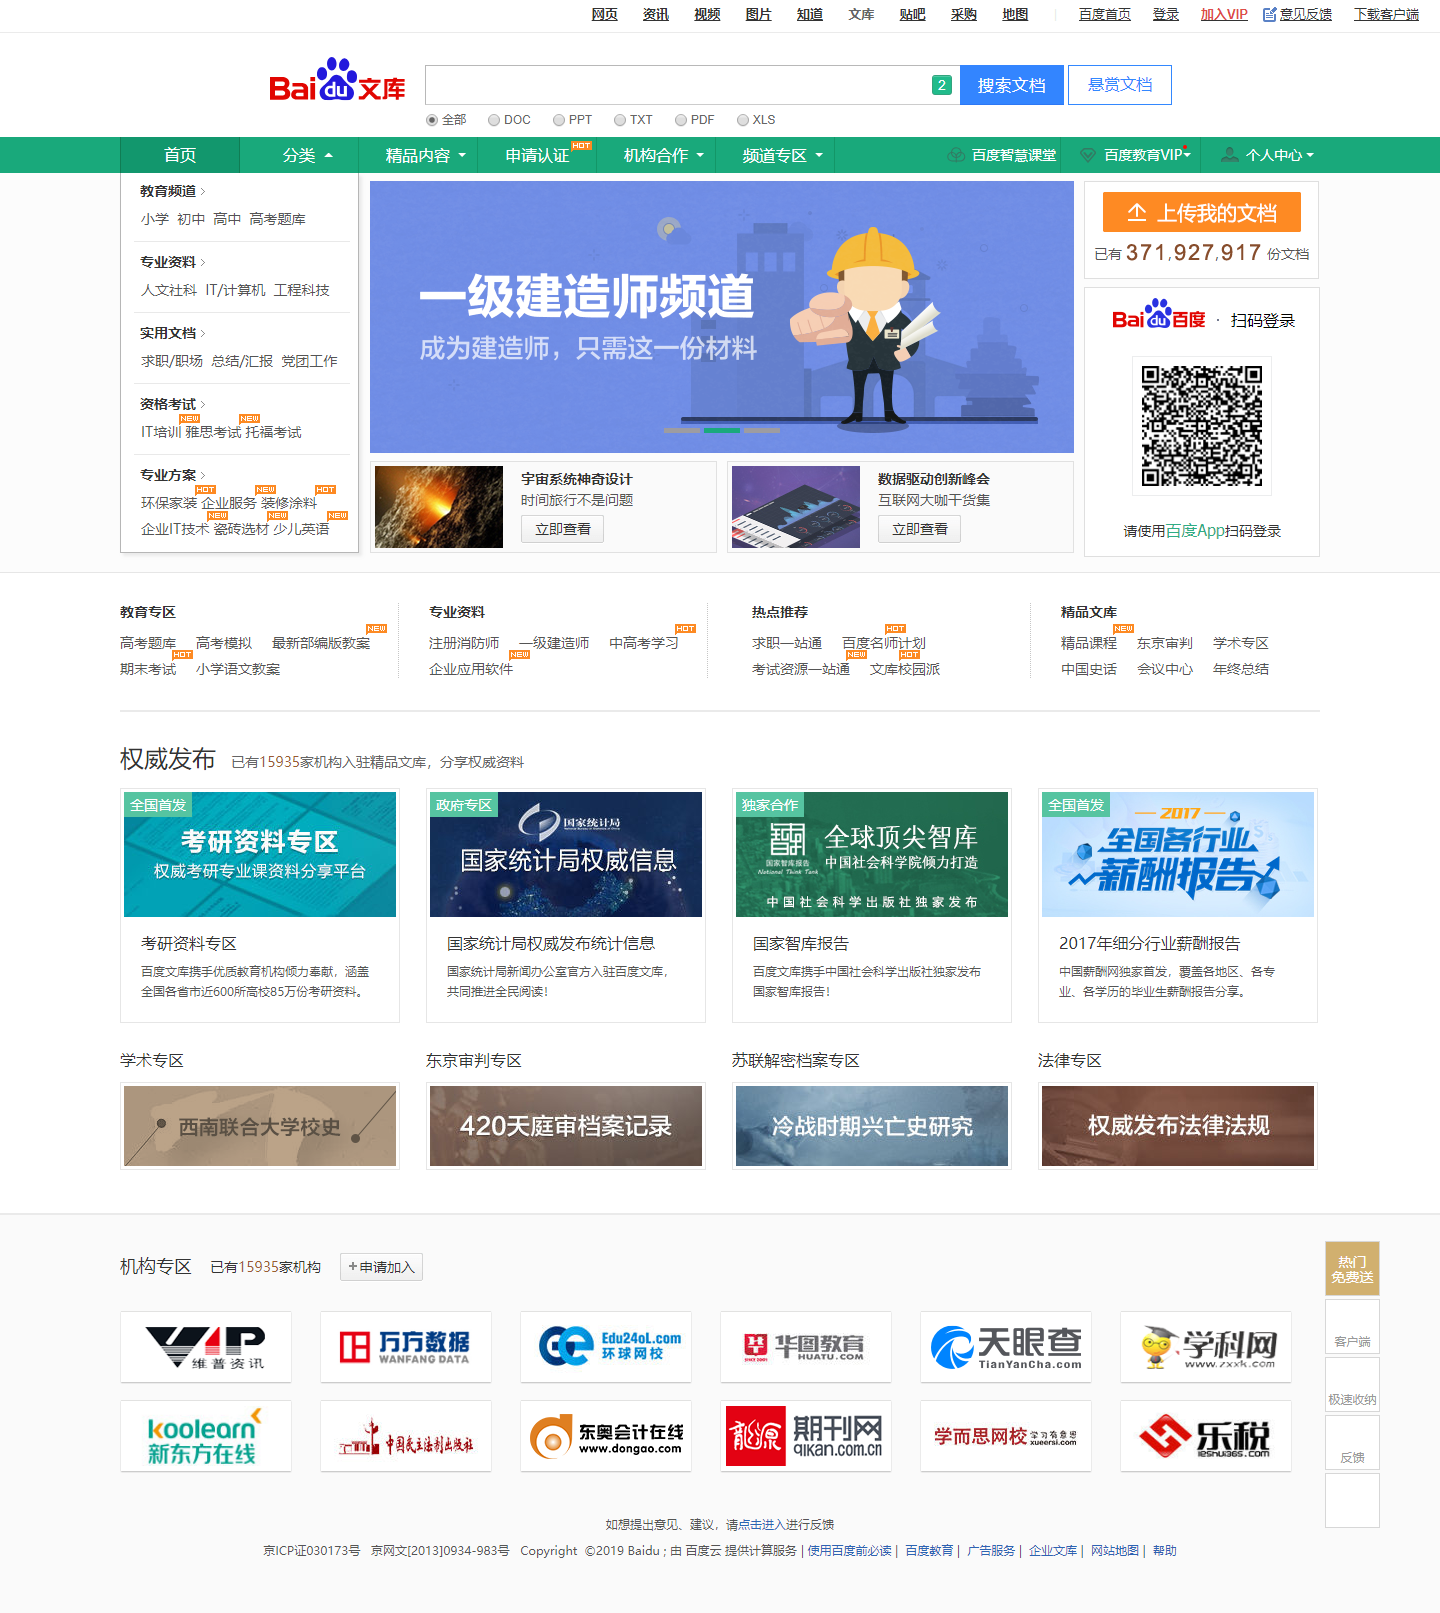 网页 资讯 视频 图片 知道 文库 贴吧 采购 地图 百度首页 登录 加入VIP 意见反馈 下载客户端
Bai du 文库
2 搜索文档 悬赏文档
全部 DOC PPT TXT PDF XLS
首页 分类 精品内容 申请认证 HOT 机构合作 频道专区 百度智慧课堂 百度教育VIP 个人中心
教育频道
小学 初中 高中 高考题库
专业资料
人文社科 IT/计算机 工程科技
实用文档
求职/职场 总结/汇报 党团工作
资格考试
NEW NEW
IT培训 雅思考试 托福考试
专业方案
HOT NEW HOT
环保家装 企业服务 装修涂料
NEW NEW NEW
企业IT技术 瓷砖选材 少儿英语
一级建造师频道
成为建造师，只需这一份材料
宇宙系统神奇设计
时间旅行不是问题
立即查看
数据驱动创新峰会
互联网大咖干货集
立即查看
上传我的文档
已有 371,927,917 份文档
Bai du 百度 · 扫码登录
请使用百度App扫码登录
教育专区
NEW
高考题库 高考模拟 最新部编版教案
HOT
期末考试 小学语文教案
专业资料
HOT
注册消防师 一级建造师 中高考学习
NEW
企业应用软件
热点推荐
HOT
求职一站通 百度名师计划
NEW HOT
考试资源一站通 文库校园派
精品文库
NEW
精品课程 东京审判 学术专区
中国史话 会议中心 年终总结
权威发布 已有15935家机构入驻精品文库，分享权威资料
全国首发
考研资料专区
权威考研专业课资料分享平台
考研资料专区
百度文库携手优质教育机构倾力奉献，涵盖
全国各省市近600所高校85万份考研资料。
政府专区
国家统计局
国家统计局权威信息
国家统计局权威发布统计信息
国家统计局新闻办公室官方入驻百度文库，
共同推进全民阅读！
独家合作
国家智库报告
National Think Tank
全球顶尖智库
中国社会科学院倾力打造
中国社会科学出版社独家发布
国家智库报告
百度文库携手中国社会科学出版社独家发布
国家智库报告！
全国首发
2017
全国各行业
薪酬报告
2017年细分行业薪酬报告
中国薪酬网独家首发，覆盖各地区、各专
业、各学历的毕业生薪酬报告分享。
学术专区
西南联合大学校史
东京审判专区
420天庭审档案记录
苏联解密档案专区
冷战时期兴亡史研究
法律专区
权威发布法律法规
机构专区 已有15935家机构 +申请加入
VIP
维普资讯
万方数据
WANFANG DATA
Edu24oL.com
环球网校
华图教育
SINCE 2001 HUATU.COM
天眼查
TianYanCha.com
学科网
www.zxxk.com
koolearn
新东方在线
中国民主法制出版社
东奥会计在线
www.dongao.com
龙源 期刊网
qikan.com.cn
学而思网校 学习有意思
xueersi.com
乐税
leshui365.com
热门
免费送
客户端
极速收纳
反馈
如想提出意见、建议，请点击进入进行反馈
京ICP证030173号 京网文[2013]0934-983号 Copyright ©2019 Baidu ; 由 百度云 提供计算服务 | 使用百度前必读 | 百度教育 | 广告服务 | 企业文库 | 网站地图 | 帮助